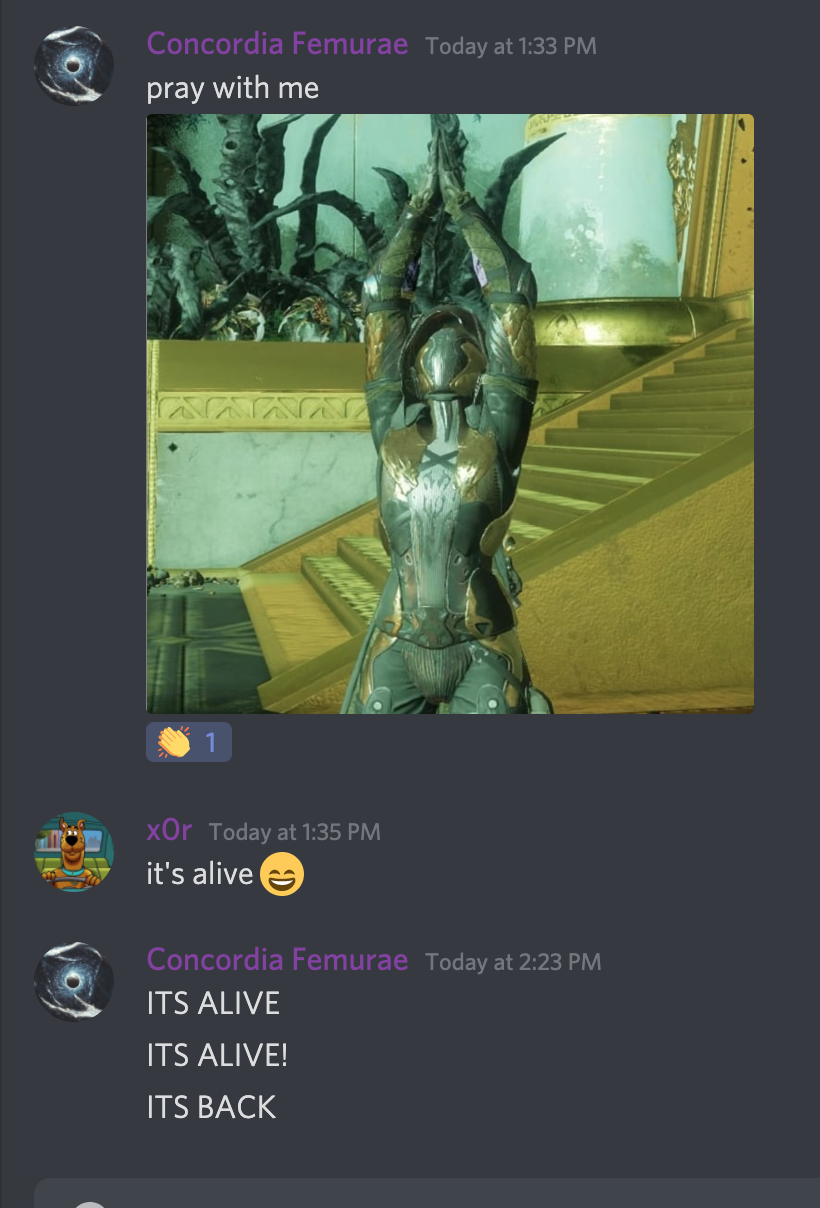 Concordia Femurae Today at 1:33 PM
pray with me
1
x0r Today at 1:35 PM
it's alive 😄
Concordia Femurae Today at 2:23 PM
ITS ALIVE
ITS ALIVE!
ITS BACK